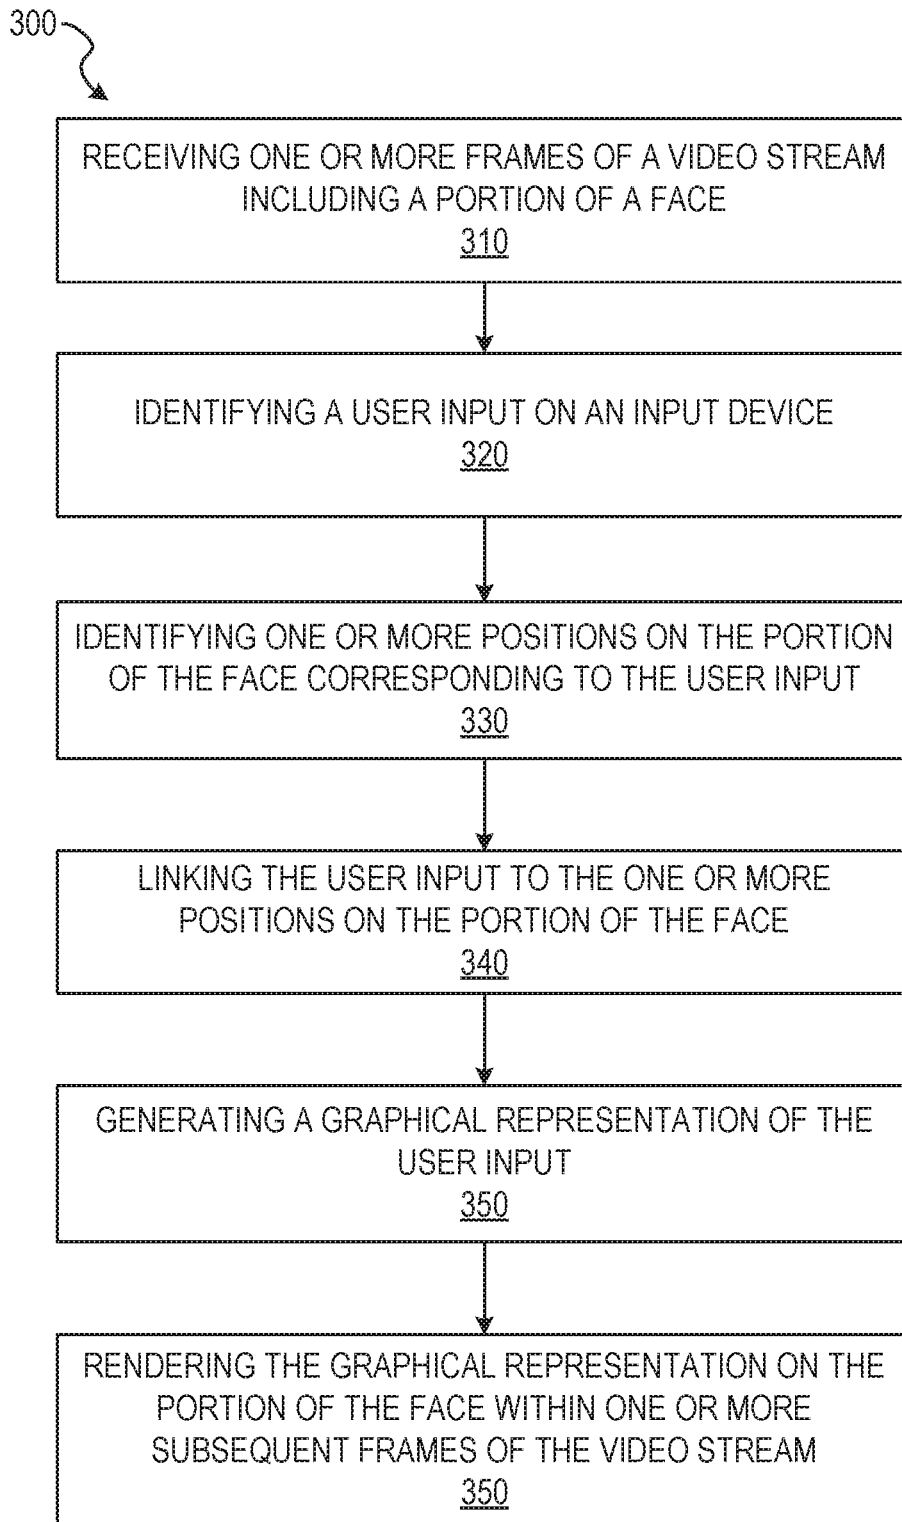 300
RECEIVING ONE OR MORE FRAMES OF A VIDEO STREAM
INCLUDING A PORTION OF A FACE
310
IDENTIFYING A USER INPUT ON AN INPUT DEVICE
320
IDENTIFYING ONE OR MORE POSITIONS ON THE PORTION
OF THE FACE CORRESPONDING TO THE USER INPUT
330
LINKING THE USER INPUT TO THE ONE OR MORE
POSITIONS ON THE PORTION OF THE FACE
340
GENERATING A GRAPHICAL REPRESENTATION OF THE
USER INPUT
350
RENDERING THE GRAPHICAL REPRESENTATION ON THE
PORTION OF THE FACE WITHIN ONE OR MORE
SUBSEQUENT FRAMES OF THE VIDEO STREAM
350